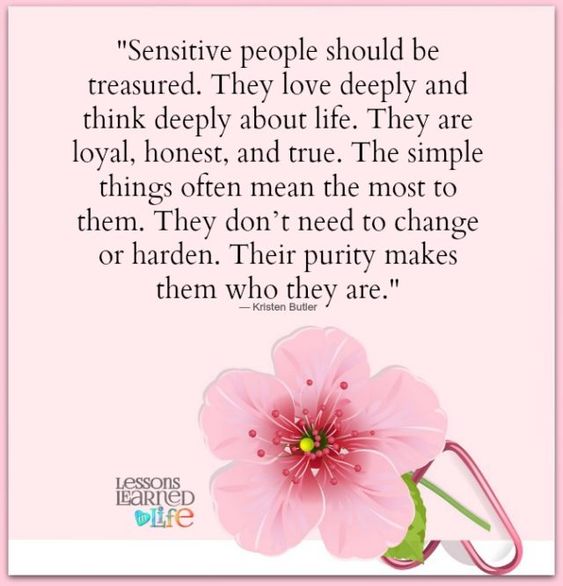 "Sensitive people should be
treasured. They love deeply and
think deeply about life. They are
loyal, honest, and true. The simple
things often mean the most to
them. They don’t need to change
or harden. Their purity makes
them who they are."
— Kristen Butler
LESSONS
LEARNED
in Life